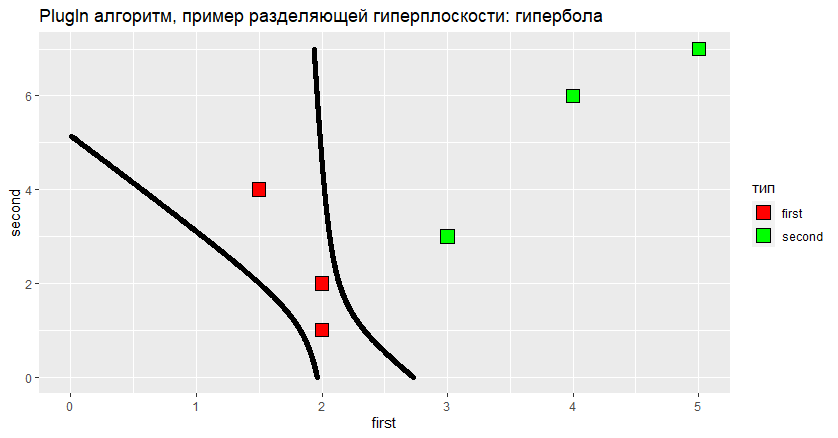 PlugIn алгоритм, пример разделяющей гиперплоскости: гипербола
second
6
4
2
0
0
1
2
3
4
5
first
тип
first
second